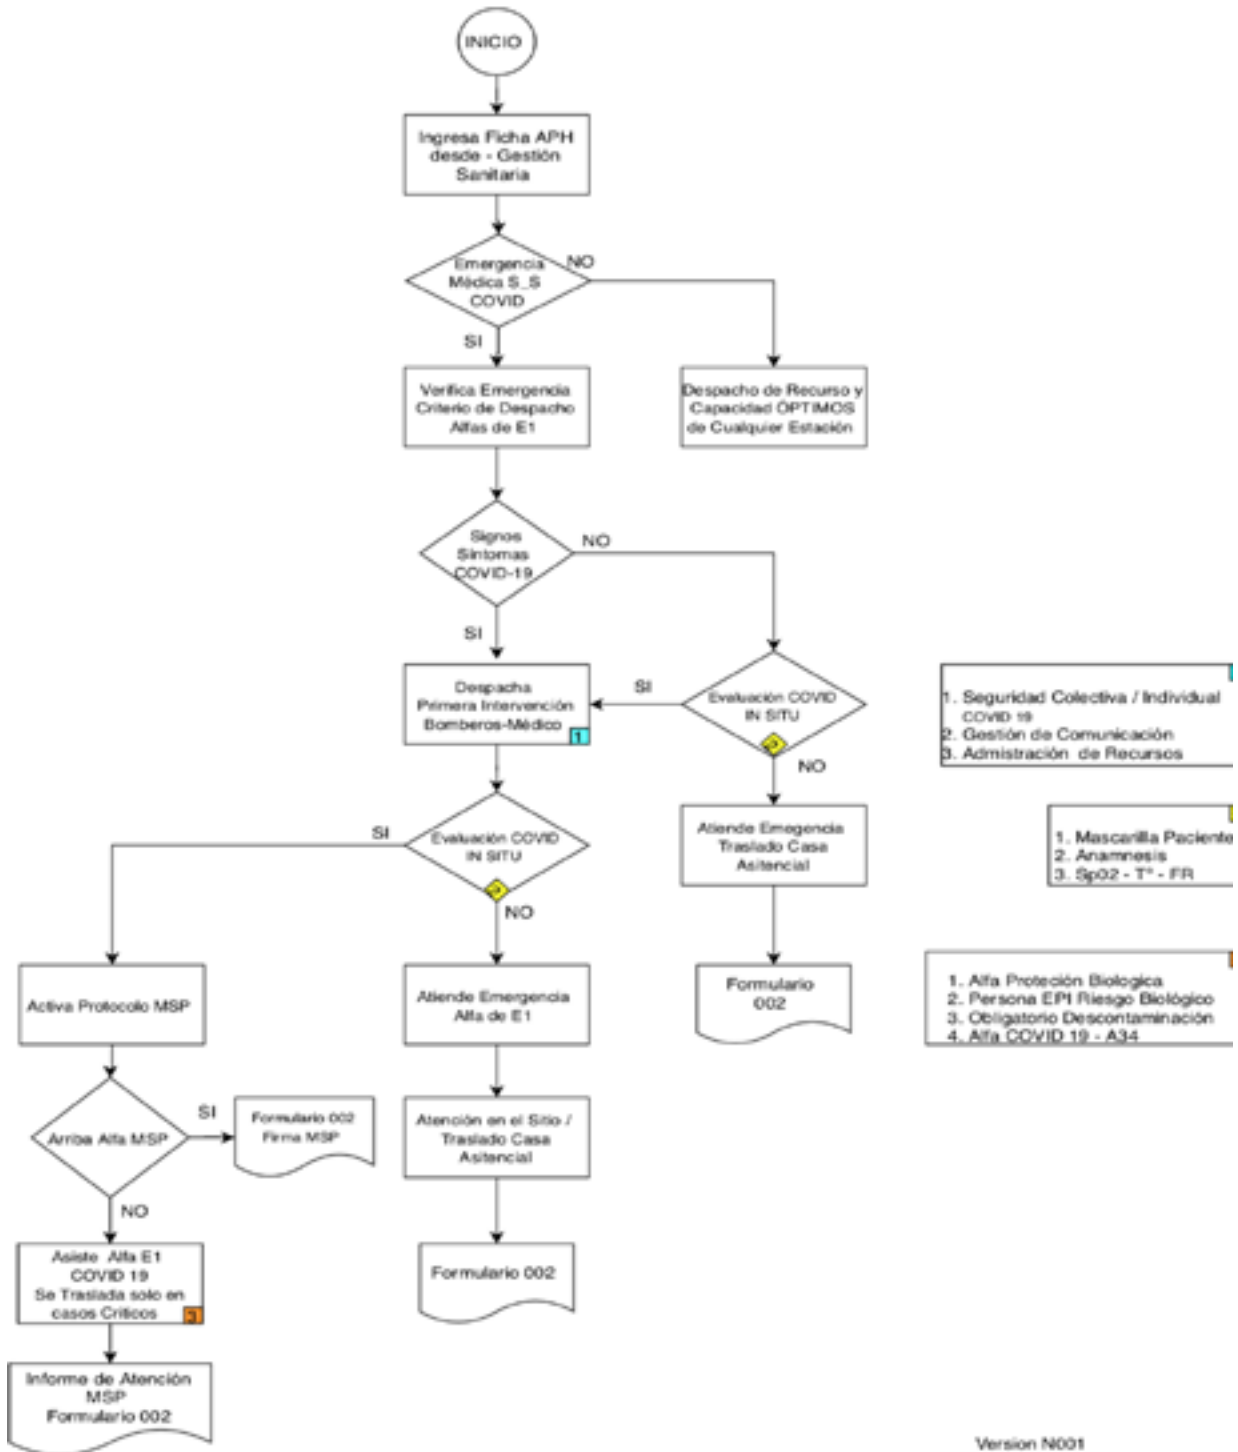 INICIO
Ingresa Ficha APH
desde - Gestión
Sanitaria
Emergencia
Médica S_S
COVID
NO
SI
Verifica Emergencia
Criterio de Despacho
Alfas de E1
Despacho de Recurso y
Capacidad ÓPTIMOS
de Cualquier Estación
Signos
Síntomas
COVID-19
NO
SI
Despacha
Primera Intervención
Bomberos-Médico
1
SI
Evaluación COVID
IN SITU
NO
1. Seguridad Colectiva / Individual
COVID 19
2. Gestión de Comunicación
3. Admistración de Recursos
SI
Evaluación COVID
IN SITU
NO
Atiende Emegencia
Traslado Casa
Asitencial
1. Mascarilla Paciente
2. Anamnesis
3. Sp02 - Tº - FR
Activa Protocolo MSP
Atiende Emergencia
Alfa de E1
Formulario
002
1. Alfa Proteción Biologica
2. Persona EPI Riesgo Biológico
3. Obligatorio Descontaminación
4. Alfa COVID 19 - A34
Arriba Alfa MSP
SI
Formulario 002
Firma MSP
Atención en el Sitio /
Traslado Casa
Asitencial
NO
Asiste Alfa E1
COVID 19
Se Traslada solo en
casos Criticos
3
Formulario 002
Informe de Atención
MSP
Formulario 002
Version N001